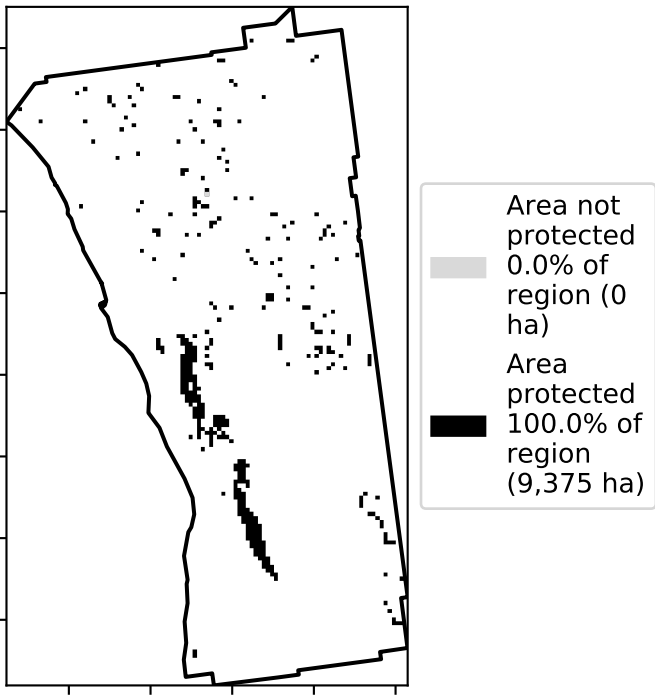 Area not
protected
0.0% of
region (0
ha)
Area
protected
100.0% of
region
(9,375 ha)